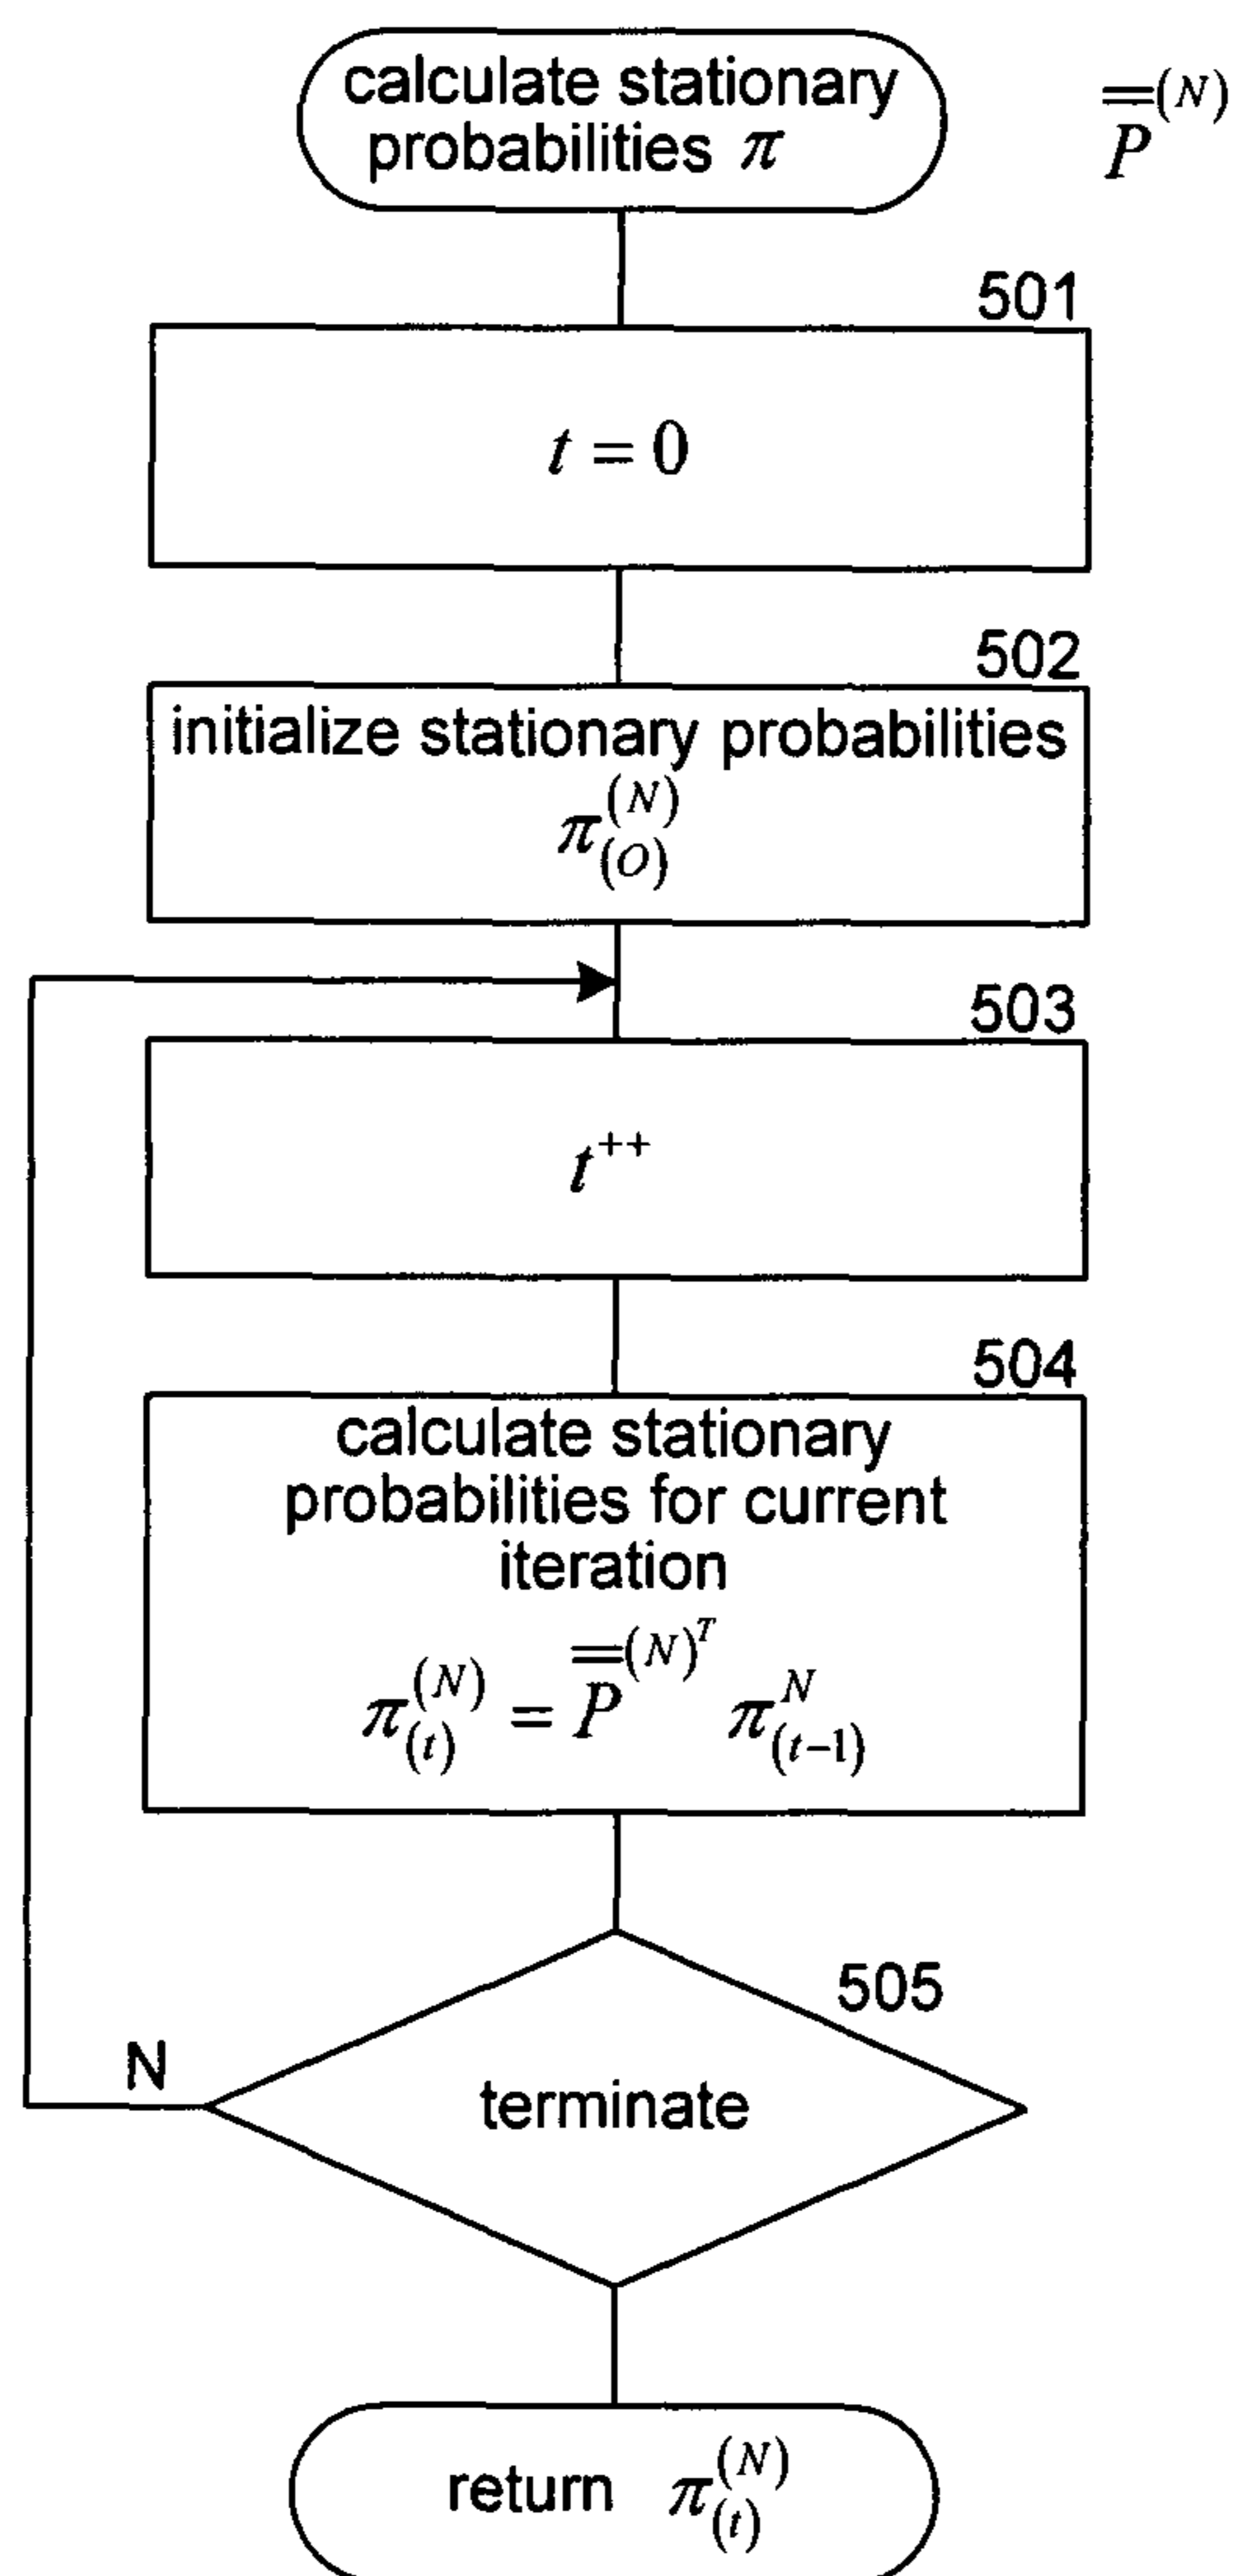 calculate stationary
probabilities π
P̿^(N)
501
t = 0
502
initialize stationary probabilities
π_(O)^(N)
503
t^++
504
calculate stationary
probabilities for current
iteration
π_(t)^(N) = P̿^(N)^T π_(t-1)^N
505
N
terminate
return π_(t)^(N)